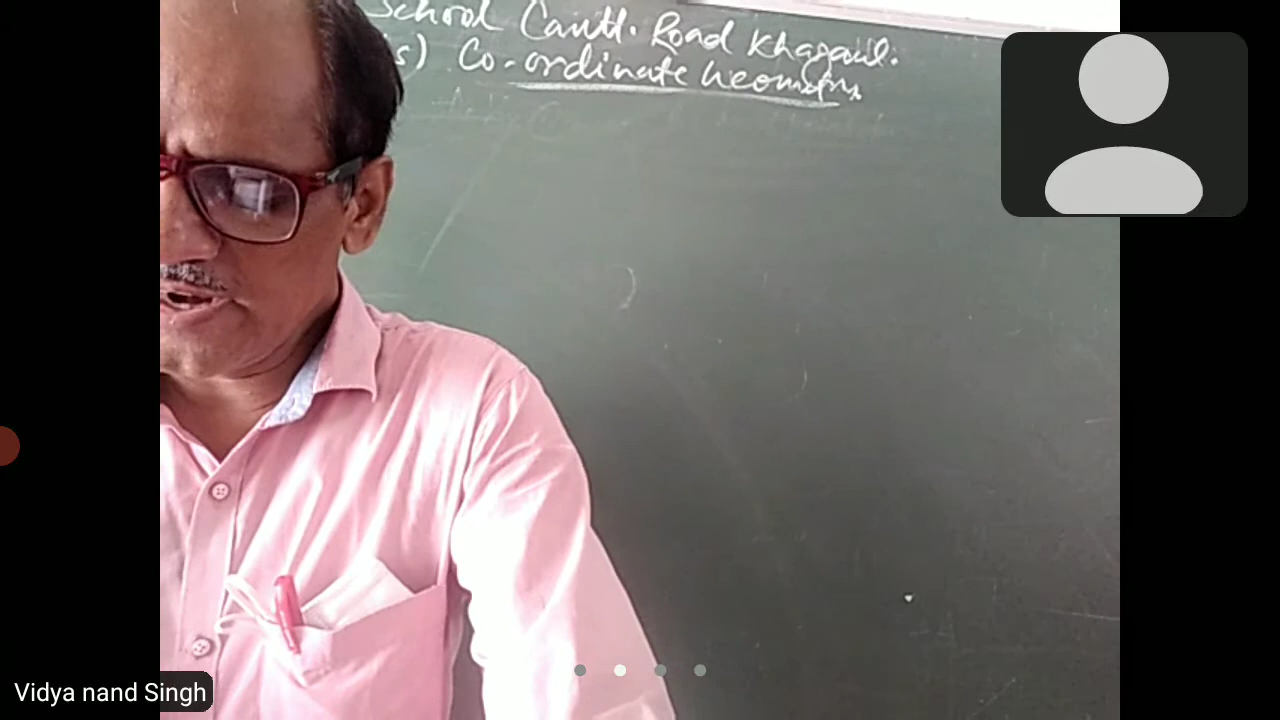 School Cantt. Road Khagaul.
s) Co-ordinate Geometry
Vidya nand Singh